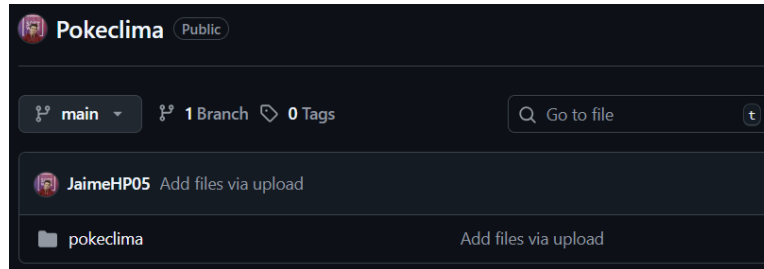 Pokeclima Public
main 1 Branch 0 Tags Go to file t
JaimeHP05 Add files via upload
pokeclima Add files via upload